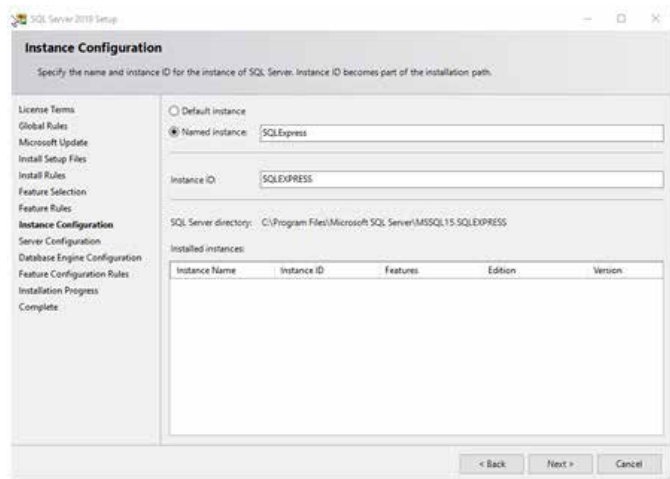 SQL Server 2019 Setup
Instance Configuration
Specify the name and instance ID for the instance of SQL Server. Instance ID becomes part of the installation path.
License Terms
Global Rules
Microsoft Update
Install Setup Files
Install Rules
Feature Selection
Feature Rules
Instance Configuration
Server Configuration
Database Engine Configuration
Feature Configuration Rules
Installation Progress
Complete
Default instance
Named instance: SQLExpress
Instance ID: SQLEXPRESS
SQL Server directory: C:\Program Files\Microsoft SQL Server\MSSQL15.SQLEXPRESS
Installed instances:
Instance Name Instance ID Features Edition Version
< Back Next > Cancel